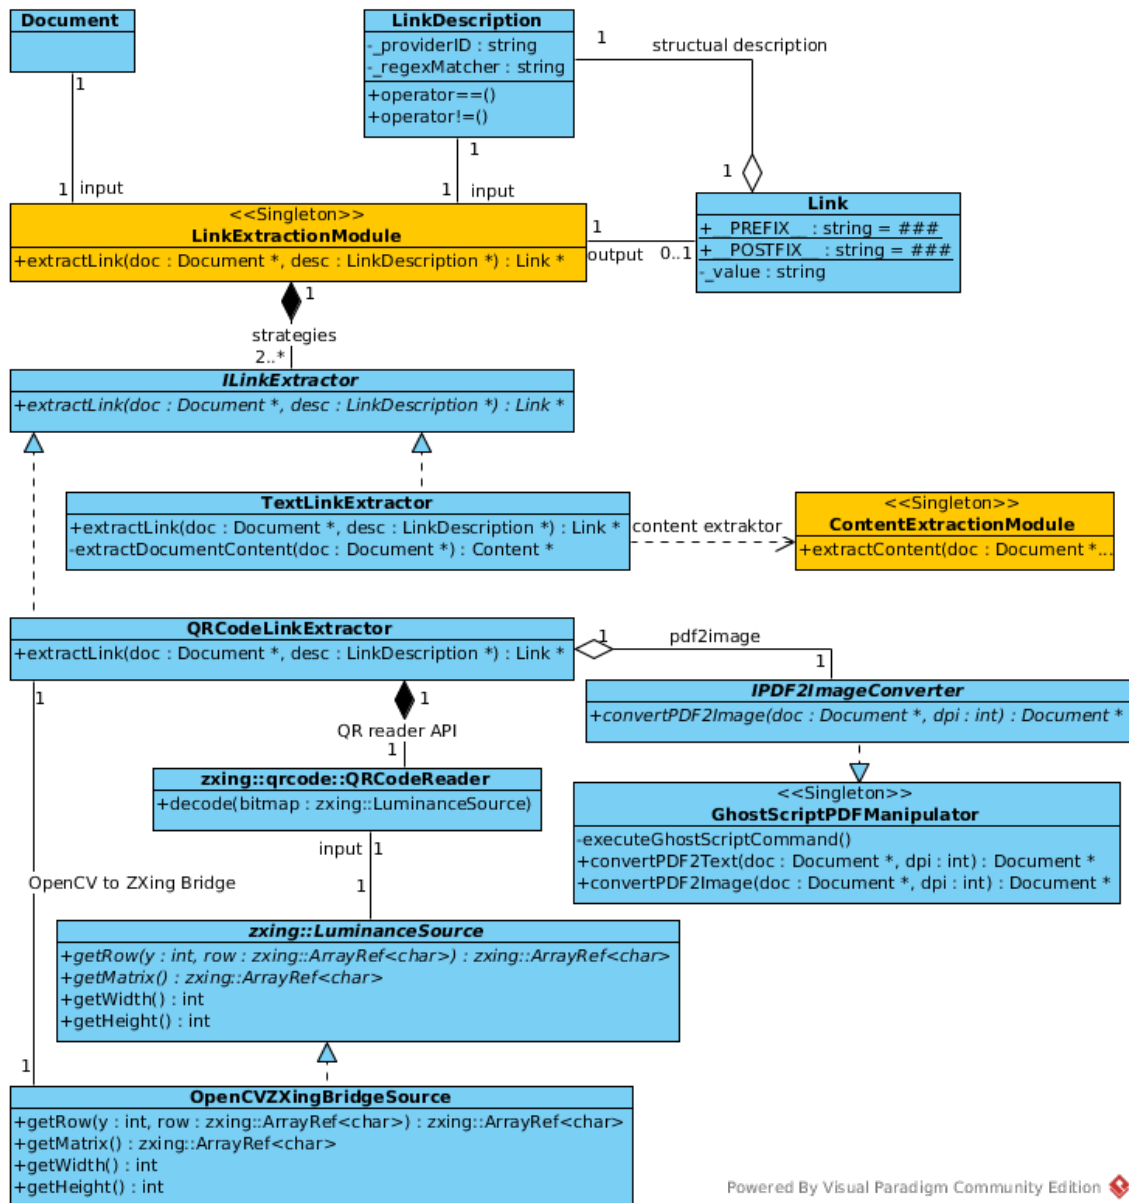 Document
LinkDescription
-_providerID : string
-_regexMatcher : string
+operator==()
+operator!=()
1
structual description
1
1
1
1 input
1
input
1
Link
+__PREFIX__ : string = ###
+__POSTFIX__ : string = ###
-_value : string
<<Singleton>>
LinkExtractionModule
+extractLink(doc : Document *, desc : LinkDescription *) : Link *
1
output
0..1
1
strategies
2..*
ILinkExtractor
+extractLink(doc : Document *, desc : LinkDescription *) : Link *
TextLinkExtractor
+extractLink(doc : Document *, desc : LinkDescription *) : Link *
-extractDocumentContent(doc : Document *) : Content *
content extraktor
<<Singleton>>
ContentExtractionModule
+extractContent(doc : Document *...
QRCodeLinkExtractor
+extractLink(doc : Document *, desc : LinkDescription *) : Link *
1
pdf2image
1
1
1
QR reader API
1
IPDF2ImageConverter
+convertPDF2Image(doc : Document *, dpi : int) : Document *
zxing::qrcode::QRCodeReader
+decode(bitmap : zxing::LuminanceSource)
<<Singleton>>
GhostScriptPDFManipulator
-executeGhostScriptCommand()
+convertPDF2Text(doc : Document *, dpi : int) : Document *
+convertPDF2Image(doc : Document *, dpi : int) : Document *
input
1
1
OpenCV to ZXing Bridge
zxing::LuminanceSource
+getRow(y : int, row : zxing::ArrayRef<char>) : zxing::ArrayRef<char>
+getMatrix() : zxing::ArrayRef<char>
+getWidth() : int
+getHeight() : int
1
OpenCVZXingBridgeSource
+getRow(y : int, row : zxing::ArrayRef<char>) : zxing::ArrayRef<char>
+getMatrix() : zxing::ArrayRef<char>
+getWidth() : int
+getHeight() : int
Powered By Visual Paradigm Community Edition